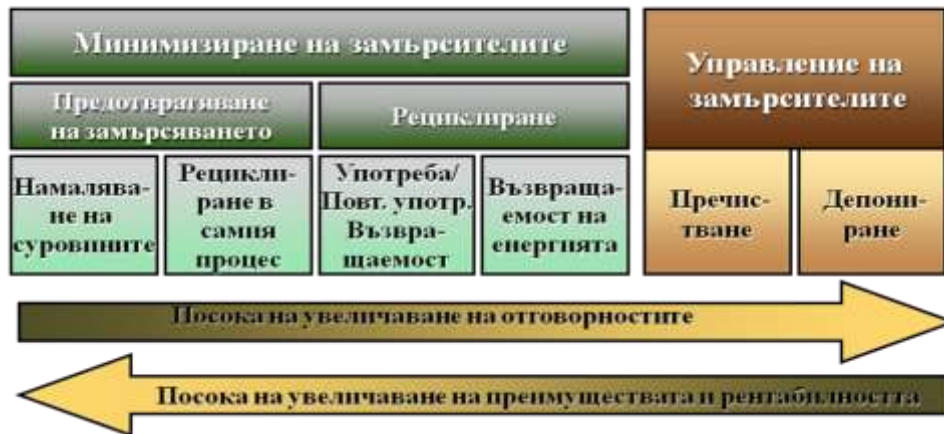 Минимизиране на замърсителите
Управление на
замърсителите
Предотвратяване
на замърсяването
Рециклиране
Намалява-
не на
суровините
Рецикли-
ране в
самия
процес
Употреба/
Повт. употр.
Възвра-
щаемост
Възвраща-
емост на
енергията
Пречис-
тване
Депони-
ране
Посока на увеличаване на отговорностите
Посока на увеличаване на преимуществата и рентабилността